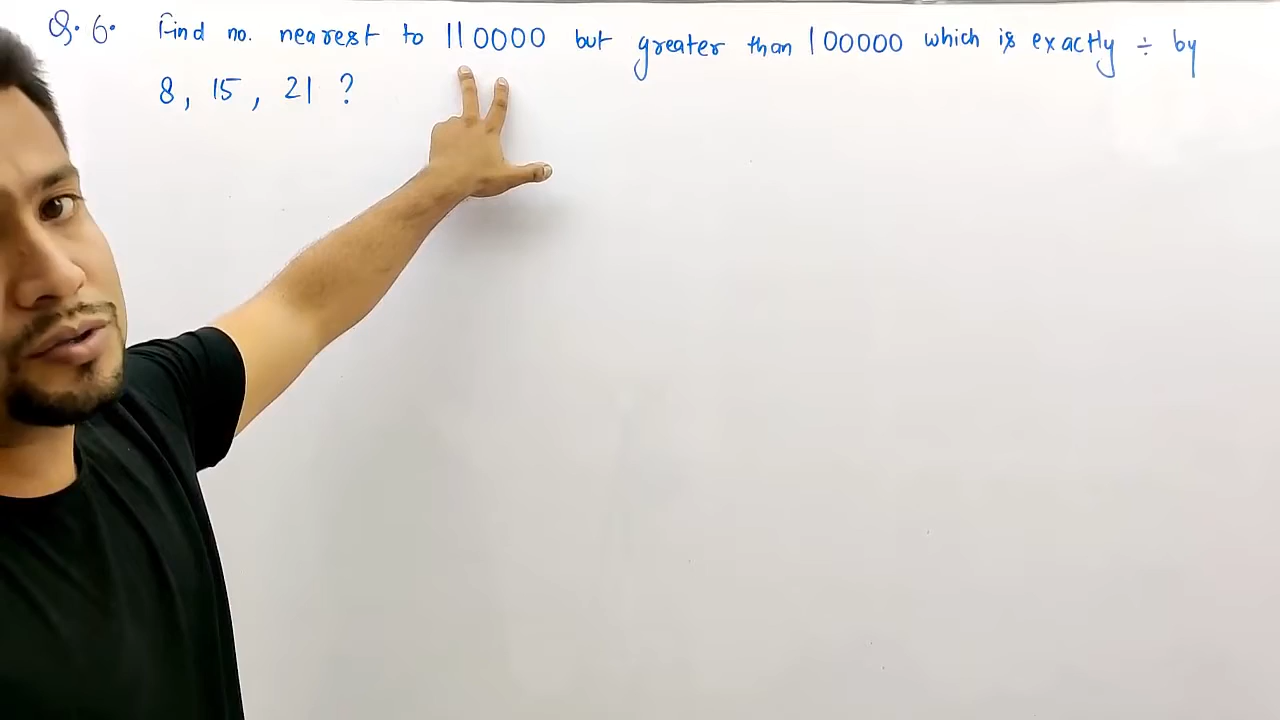 Q. 6. Find no. nearest to 110000 but greater than 100000 which is exactly ÷ by
8, 15, 21 ?